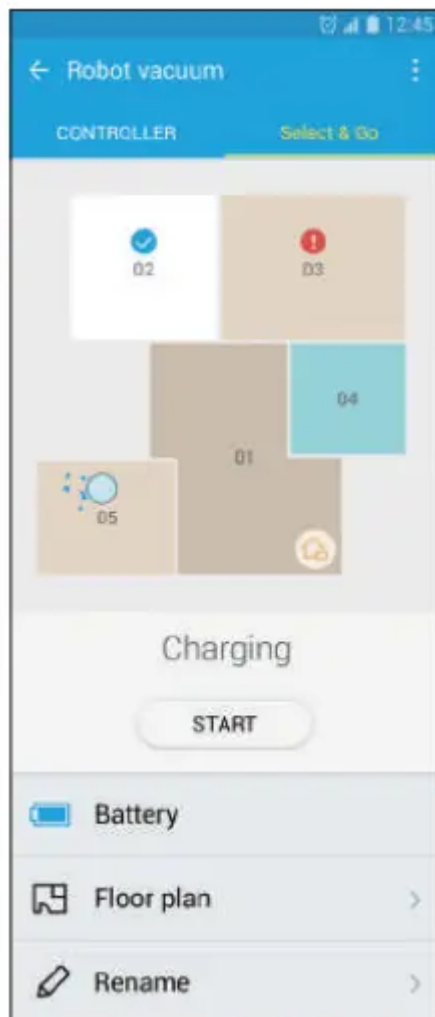 12:45
Robot vacuum
CONTROLLER Select & Go
02 03
04
01
05
Charging
START
Battery
Floor plan
Rename